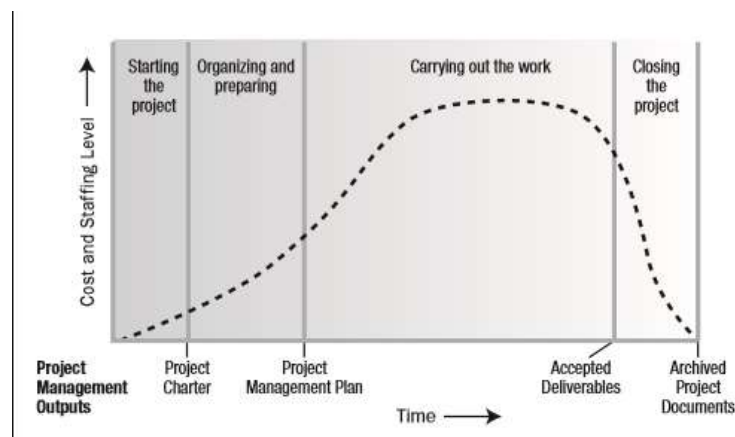 Starting
the
project
Organizing and
preparing
Carrying out the work
Closing
the
project
Cost and Staffing Level
Project
Management
Outputs
Project
Charter
Project
Management Plan
Accepted
Deliverables
Archived
Project
Documents
Time